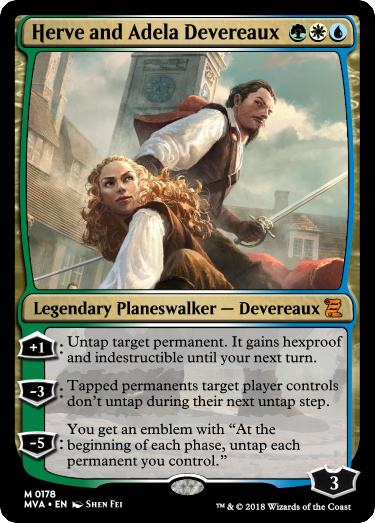 Herve and Adela Devereaux
Legendary Planeswalker — Devereaux
+1: Untap target permanent. It gains hexproof
and indestructible until your next turn.
-3: Tapped permanents target player controls
don't untap during their next untap step.
-5: You get an emblem with “At the
beginning of each phase, untap each
permanent you control.”
3
M 0178
MVA • EN Shen Fei
™ & © 2018 Wizards of the Coast